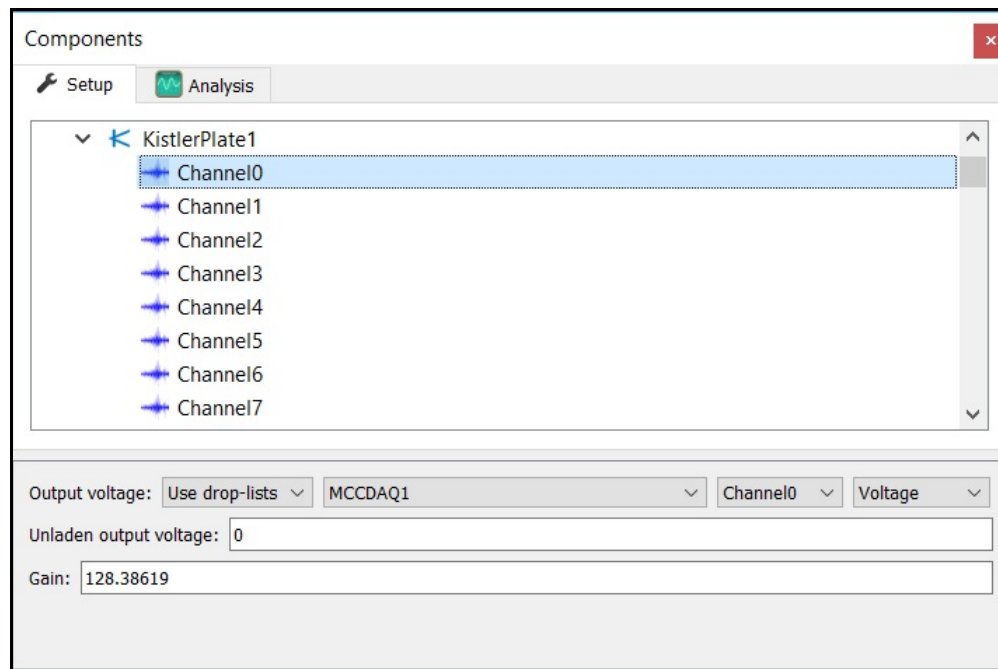 Components
Setup Analysis
KistlerPlate1
Channel0
Channel1
Channel2
Channel3
Channel4
Channel5
Channel6
Channel7
Output voltage: Use drop-lists MCCDAQ1 Channel0 Voltage
Unladen output voltage: 0
Gain: 128.38619